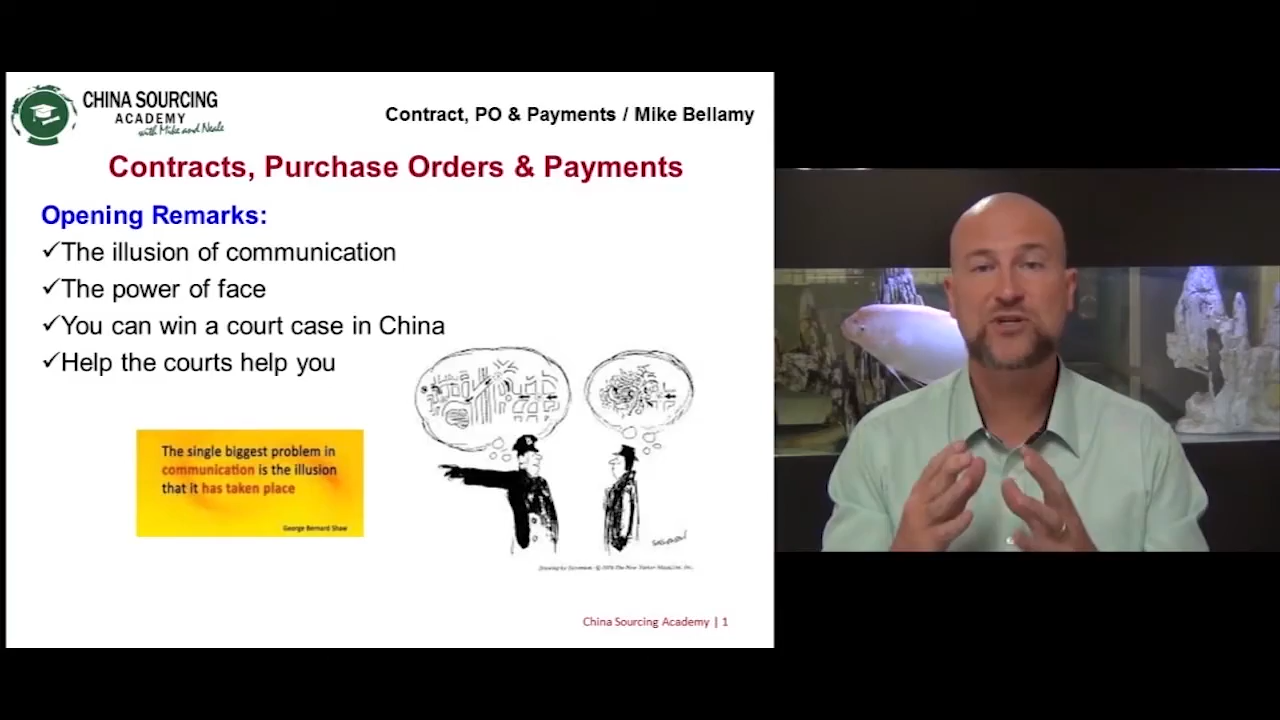 CHINA SOURCING
ACADEMY
with Mike and Neale
Contract, PO & Payments / Mike Bellamy
Contracts, Purchase Orders & Payments
Opening Remarks:
✓The illusion of communication
✓The power of face
✓You can win a court case in China
✓Help the courts help you
The single biggest problem in
communication is the illusion
that it has taken place
George Bernard Shaw
China Sourcing Academy | 1